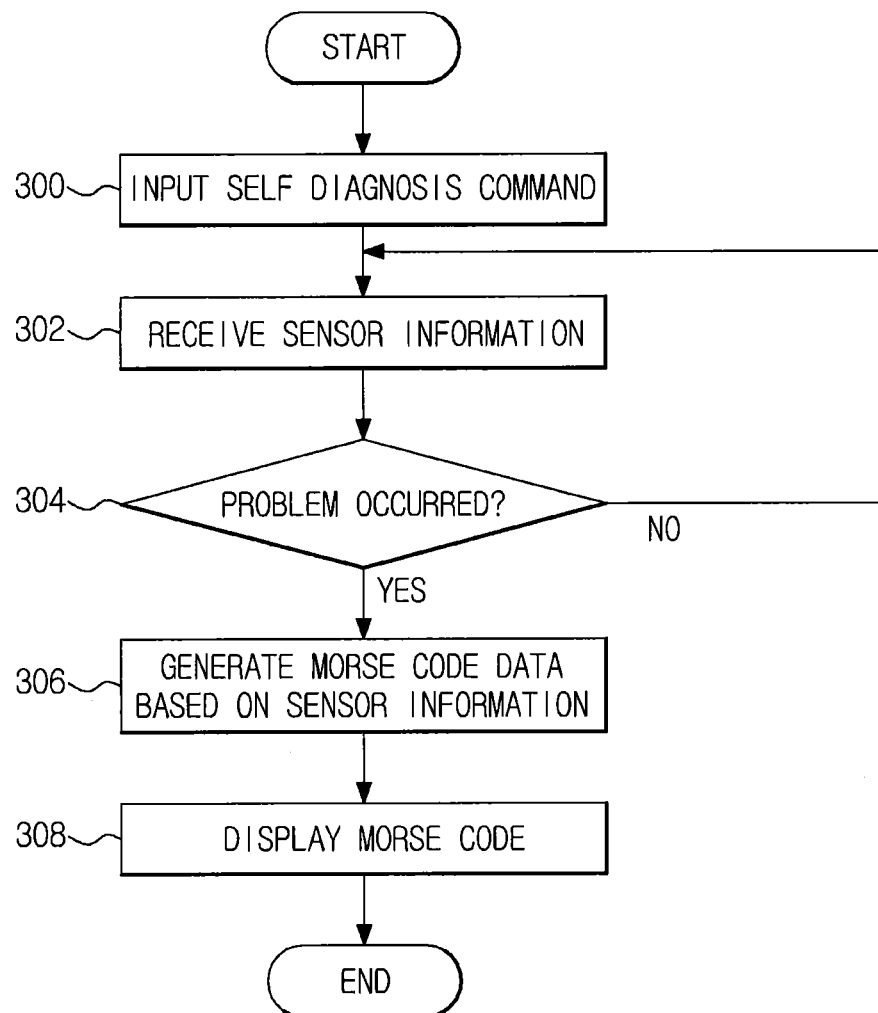 START
300
INPUT SELF DIAGNOSIS COMMAND
302
RECEIVE SENSOR INFORMATION
304
PROBLEM OCCURRED?
NO
YES
306
GENERATE MORSE CODE DATA
BASED ON SENSOR INFORMATION
308
DISPLAY MORSE CODE
END